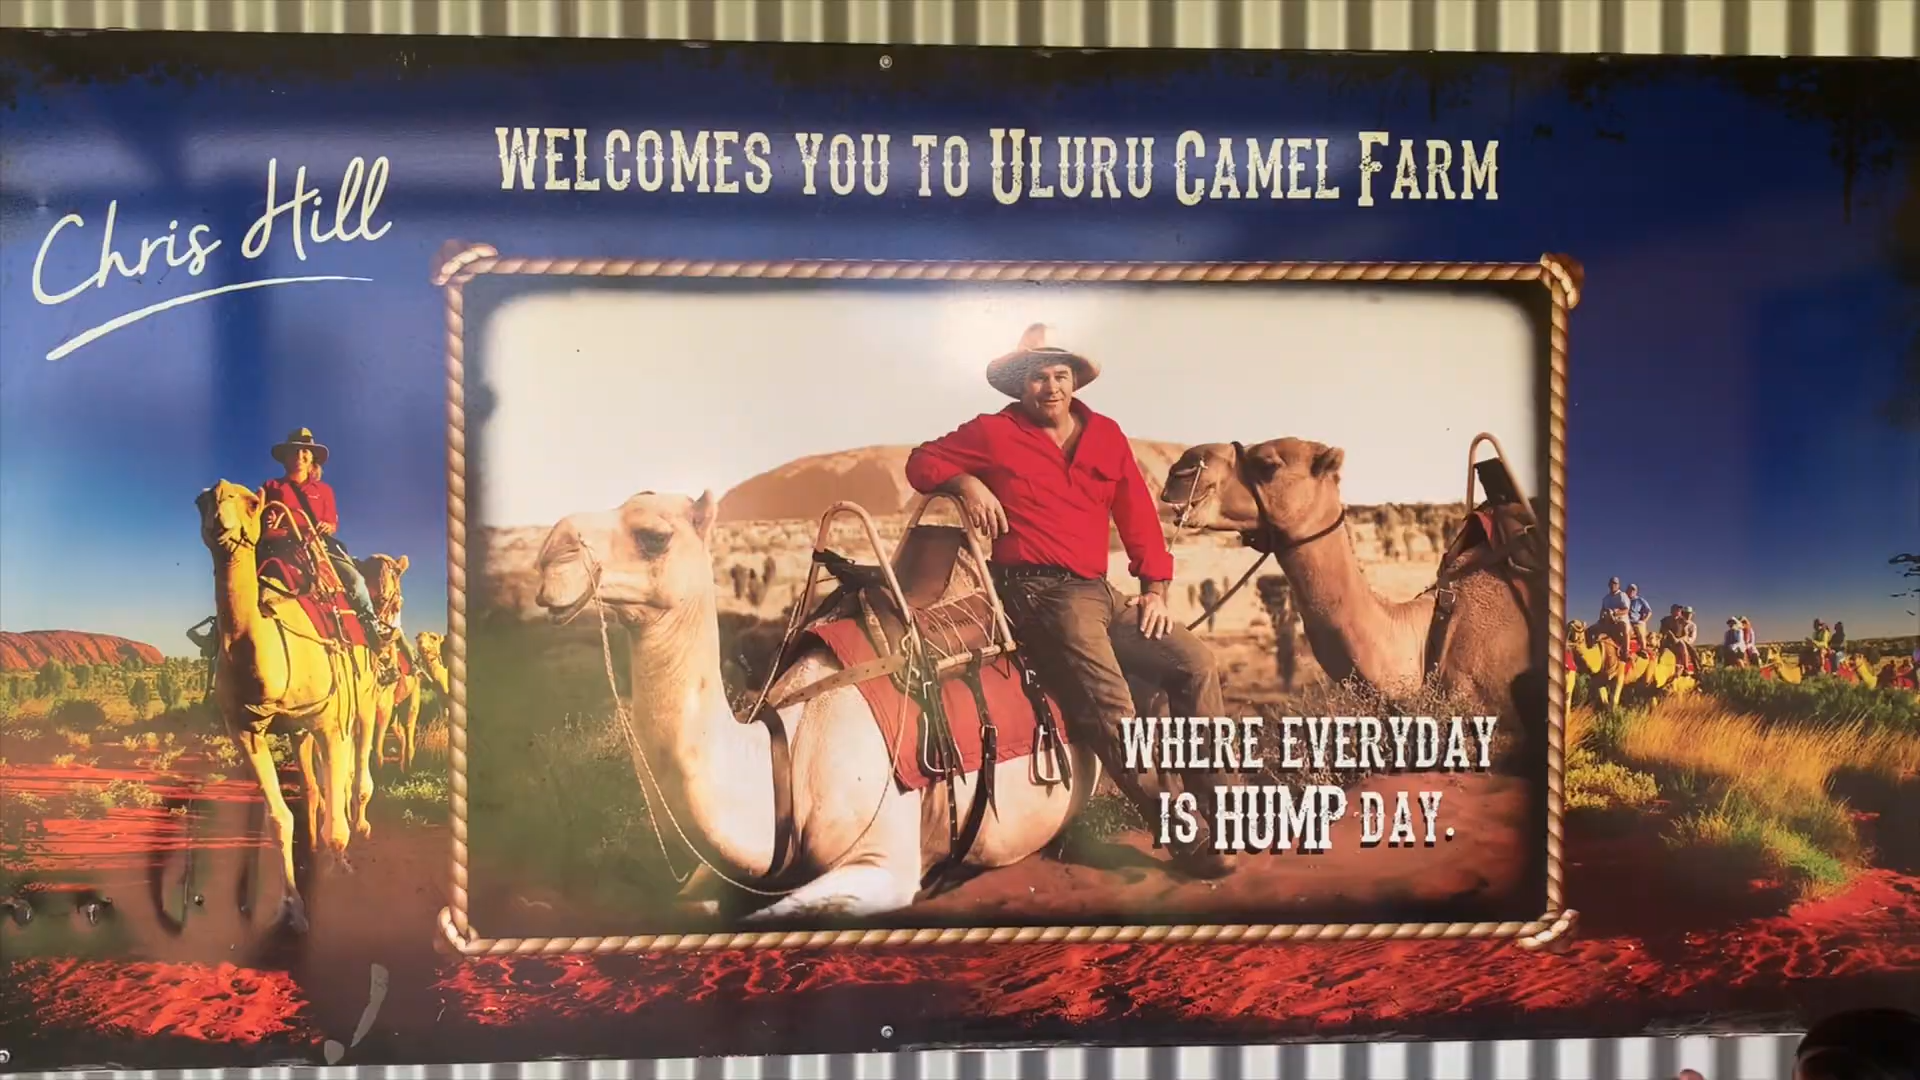 Chris Hill
WELCOMES YOU TO ULURU CAMEL FARM
WHERE EVERYDAY
IS HUMP DAY.